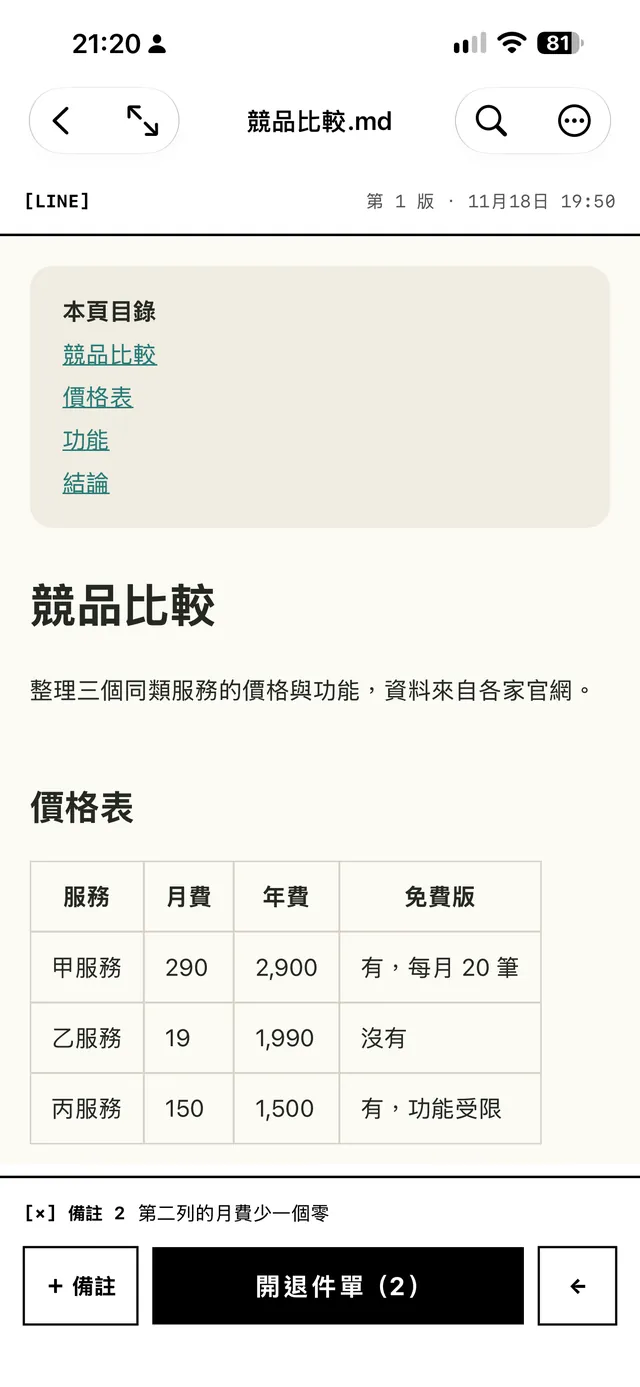 21:20
81
競品比較.md
[LINE]
第 1 版 · 11月18日 19:50
本頁目錄
競品比較
價格表
功能
結論
競品比較
整理三個同類服務的價格與功能，資料來自各家官網。
價格表
服務 月費 年費 免費版
甲服務 290 2,900 有，每月 20 筆
乙服務 19 1,990 沒有
丙服務 150 1,500 有，功能受限
[×] 備註 2 第二列的月費少一個零
+ 備註
開退件單（2）
←